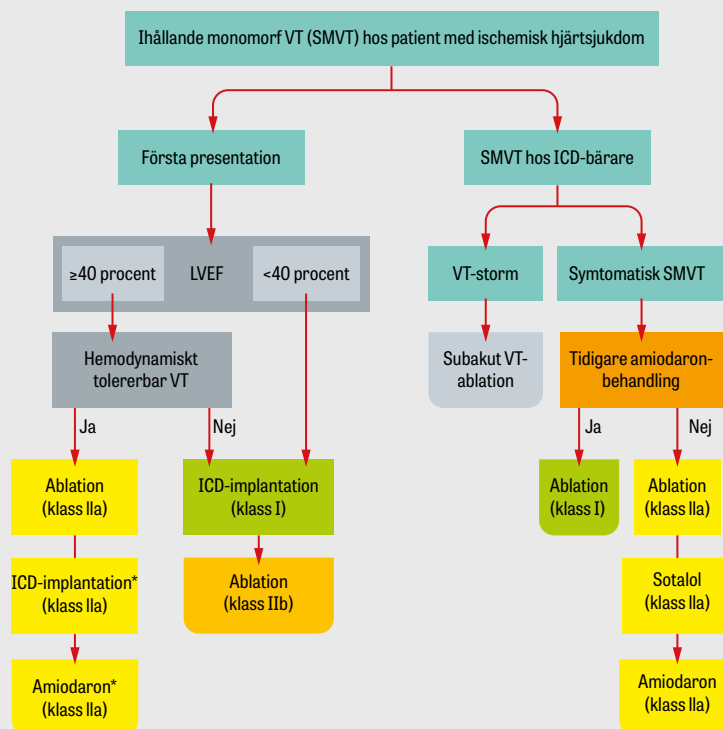 Ihållande monomorf VT (SMVT) hos patient med ischemisk hjärtsjukdom
Första presentation
SMVT hos ICD-bärare
≥40 procent
LVEF
<40 procent
VT-storm
Symtomatisk SMVT
Hemodynamiskt
tolererbar VT
Subakut VT-
ablation
Tidigare amiodaron-
behandling
Ja
Nej
Ja
Nej
Ablation
(klass IIa)
ICD-implantation
(klass I)
Ablation
(klass I)
Ablation
(klass IIa)
ICD-implantation*
(klass IIa)
Ablation
(klass IIb)
Sotalol
(klass IIa)
Amiodaron*
(klass IIa)
Amiodaron
(klass IIa)